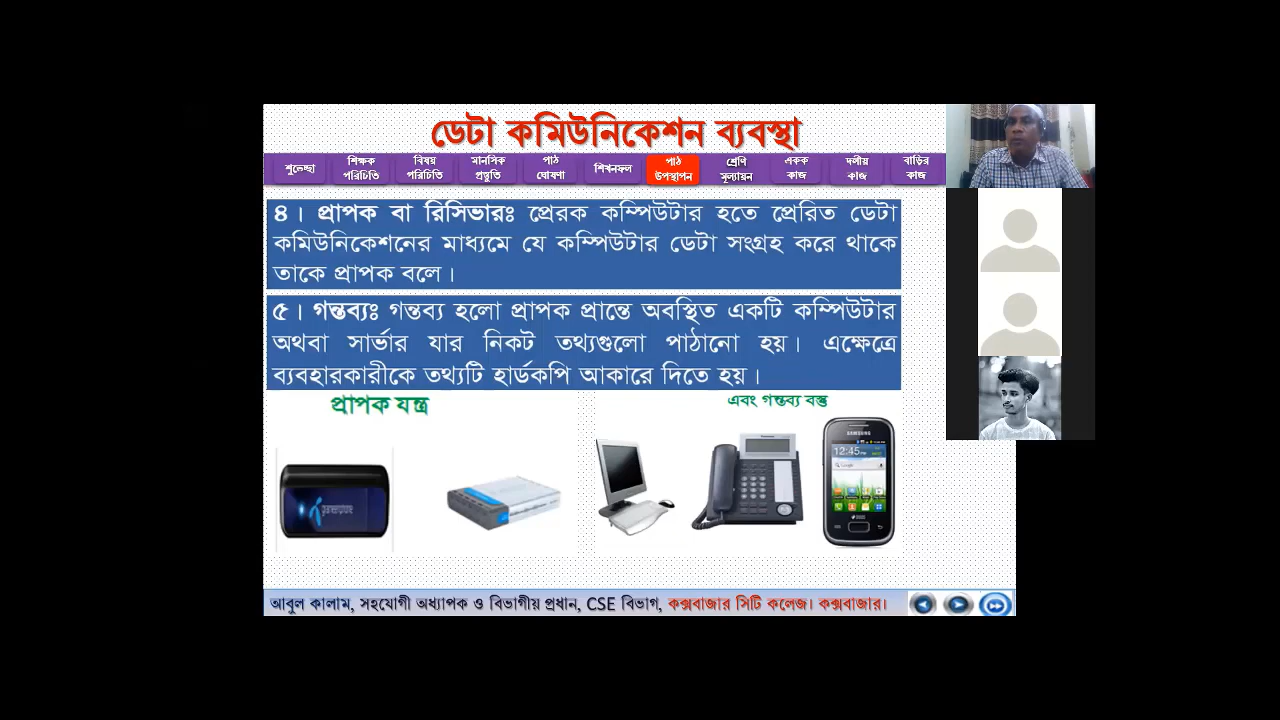 ডেটা কমিউনিকেশন ব্যবস্থা
শুভেচ্ছা
শিক্ষক
পরিচিতি
বিষয়
পরিচিতি
মানসিক
প্রস্তুতি
পাঠ
ঘোষণা
শিখনফল
পাঠ
উপস্থাপন
শ্রেণি
মূল্যায়ন
একক
কাজ
দলীয়
কাজ
বাড়ির
কাজ
৪। প্রাপক বা রিসিভারঃ প্রেরক কম্পিউটার হতে প্রেরিত ডেটা
কমিউনিকেশনের মাধ্যমে যে কম্পিউটার ডেটা সংগ্রহ করে থাকে
তাকে প্রাপক বলে।
৫। গন্তব্যঃ গন্তব্য হলো প্রাপক প্রান্তে অবস্থিত একটি কম্পিউটার
অথবা সার্ভার যার নিকট তথ্যগুলো পাঠানো হয়। এক্ষেত্রে
ব্যবহারকারীকে তথ্যটি হার্ডকপি আকারে দিতে হয়।
প্রাপক যন্ত্র
এবং গন্তব্য বস্তু
SAMSUNG
12:45
আবুল কালাম, সহযোগী অধ্যাপক ও বিভাগীয় প্রধান, CSE বিভাগ, কক্সবাজার সিটি কলেজ। কক্সবাজার।